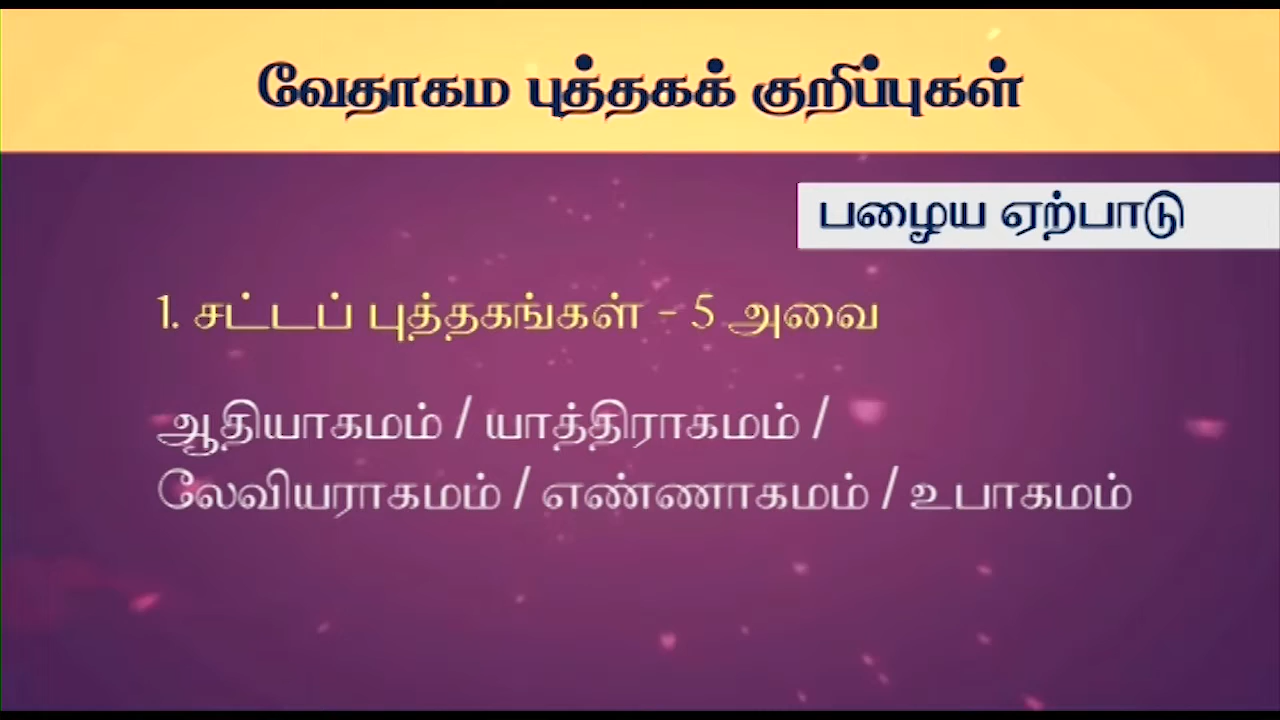 வேதாகம புத்தகக் குறிப்புகள்
பழைய ஏற்பாடு
1. சட்டப் புத்தகங்கள் - 5 அவை
ஆதியாகமம் / யாத்திராகமம் /
லேவியராகமம் / எண்ணாகமம் / உபாகமம்